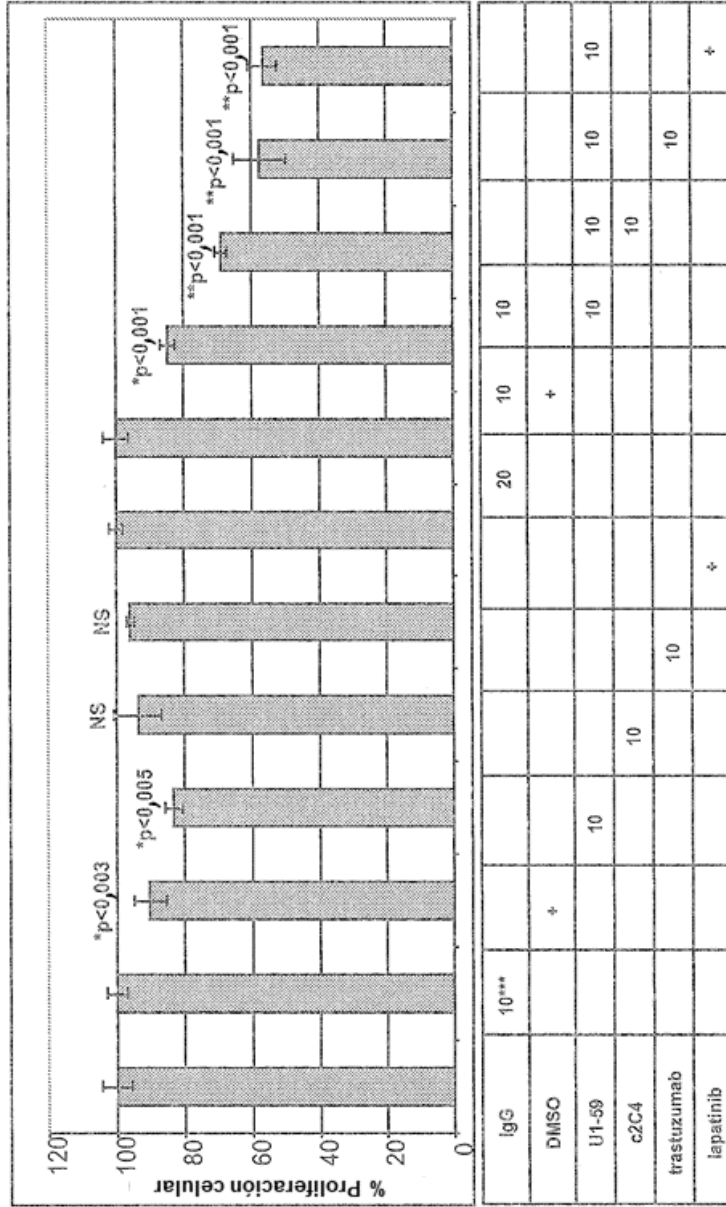 % Proliferación celular
120
100
80
60
40
20
0
*p<0,003
*p<0,005
NS
NS
*p<0,001
**p<0,001
**p<0,001
**p<0,001
IgG 10*** 20 10 10
DMSO + +
U1-59 10 10 10 10 10
c2C4 10 10
trastuzumab 10 10
lapatinib + +